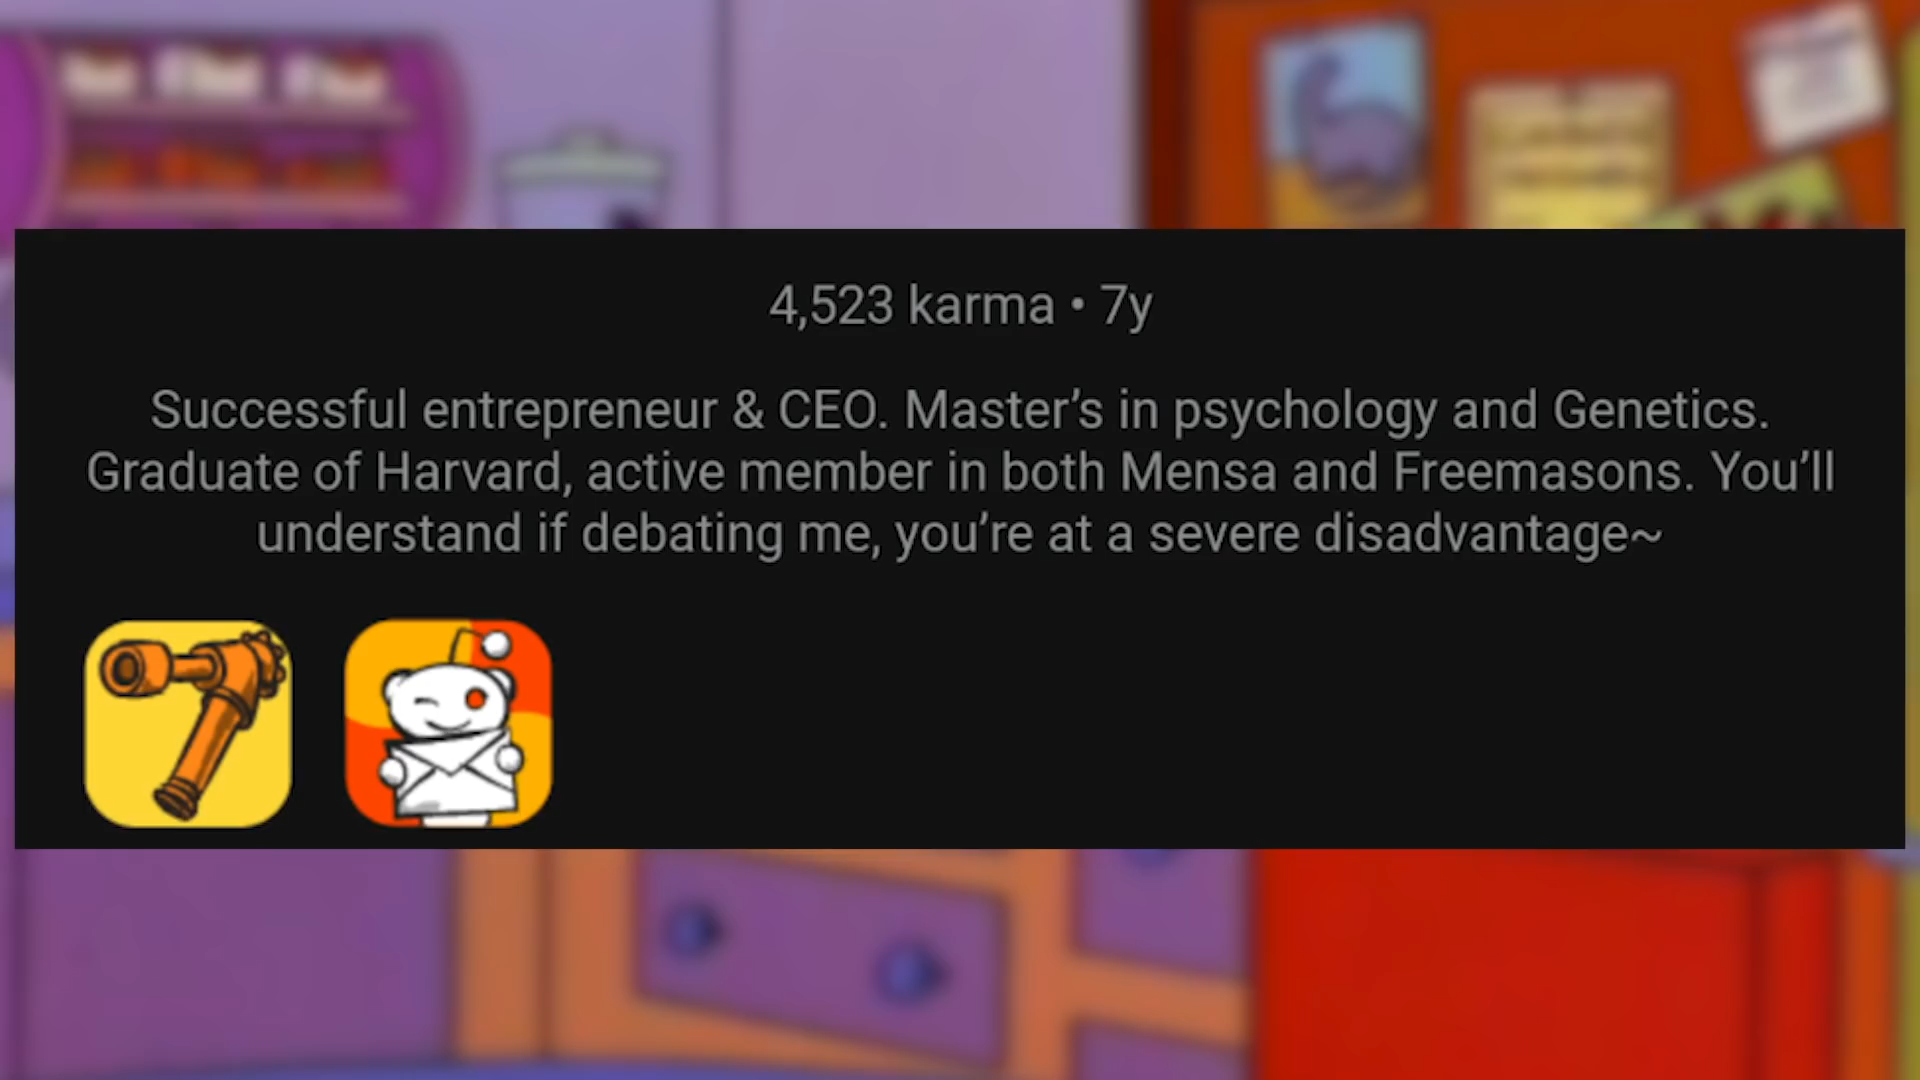 4,523 karma • 7y
Successful entrepreneur & CEO. Master’s in psychology and Genetics.
Graduate of Harvard, active member in both Mensa and Freemasons. You’ll
understand if debating me, you’re at a severe disadvantage~